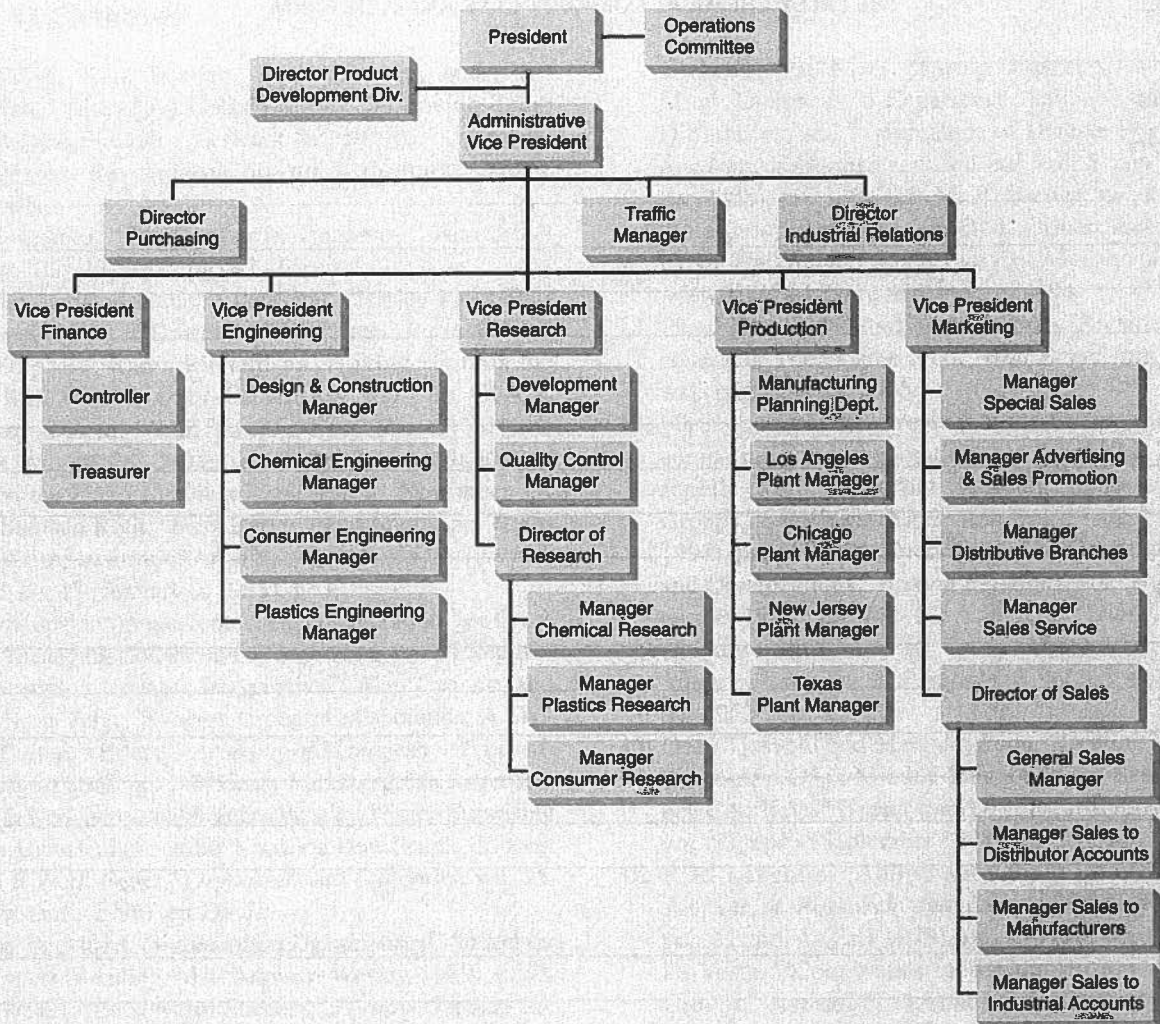 President
Operations
Committee
Director Product
Development Div.
Administrative
Vice President
Director
Purchasing
Traffic
Manager
Director
Industrial Relations
Vice President
Finance
Vice President
Engineering
Vice President
Research
Vice President
Production
Vice President
Marketing
Controller
Treasurer
Design & Construction
Manager
Chemical Engineering
Manager
Consumer Engineering
Manager
Plastics Engineering
Manager
Development
Manager
Quality Control
Manager
Director of
Research
Manager
Chemical Research
Manager
Plastics Research
Manager
Consumer Research
Manufacturing
Planning Dept.
Los Angeles
Plant Manager
Chicago
Plant Manager
New Jersey
Plant Manager
Texas
Plant Manager
Manager
Special Sales
Manager Advertising
& Sales Promotion
Manager
Distributive Branches
Manager
Sales Service
Director of Sales
General Sales
Manager
Manager Sales to
Distributor Accounts
Manager Sales to
Manufacturers
Manager Sales to
Industrial Accounts